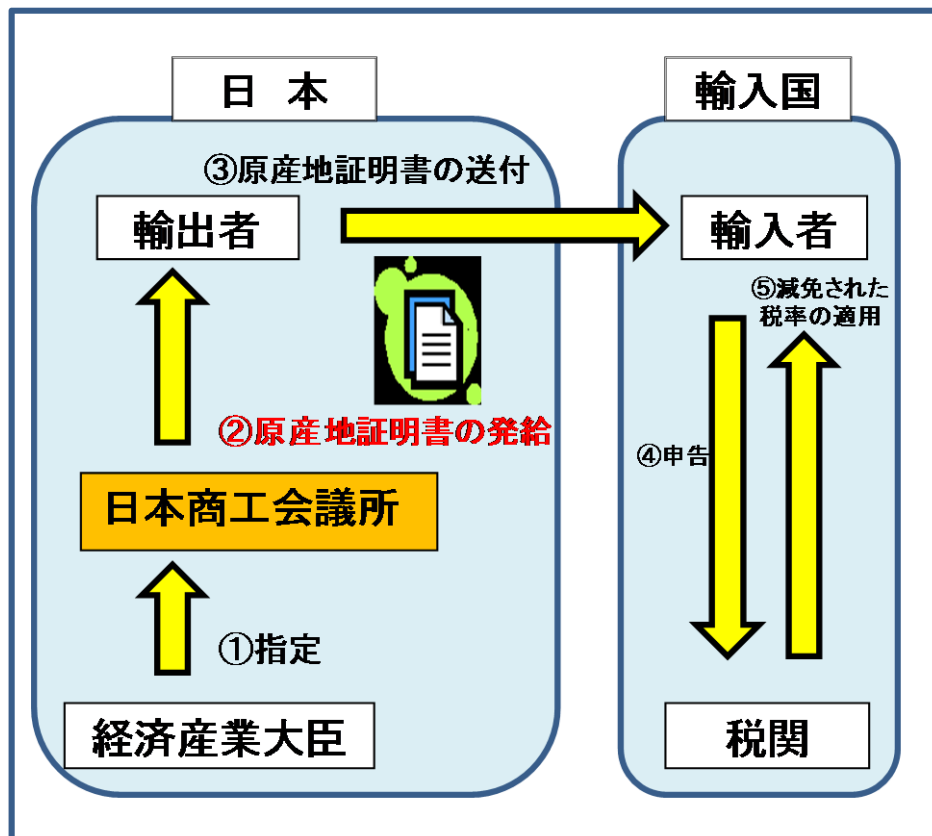 日 本
輸入国
③原産地証明書の送付
輸出者
輸入者
⑤減免された
税率の適用
②原産地証明書の発給
④申告
日本商工会議所
①指定
経済産業大臣
税関